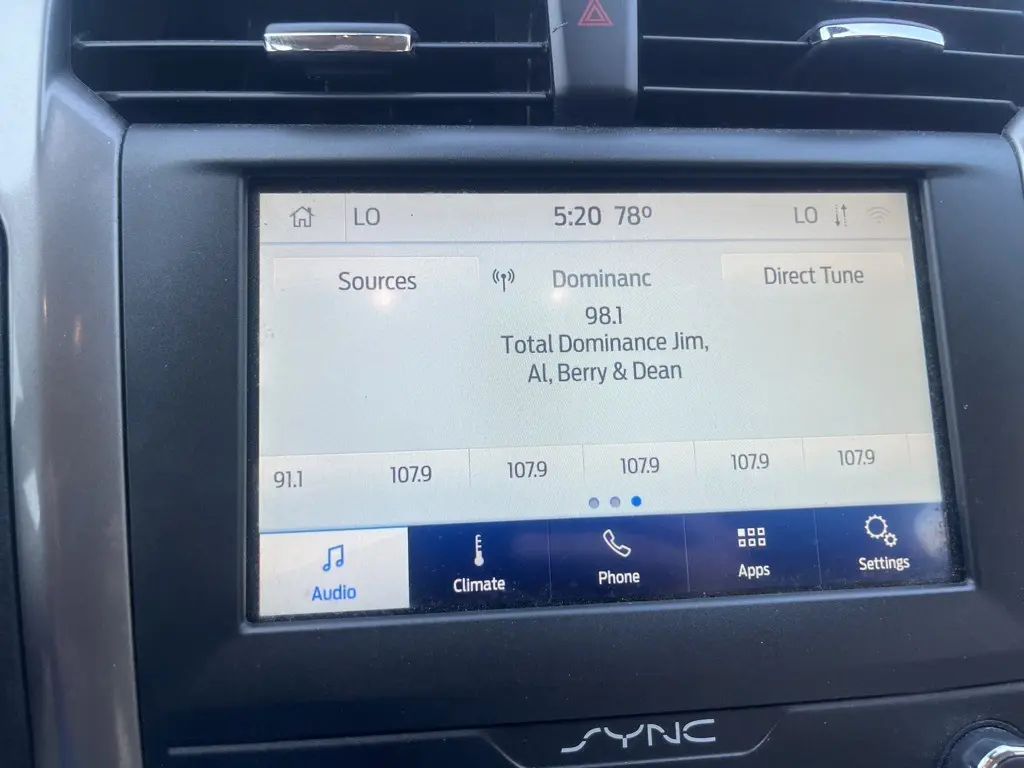 LO 5:20 78° LO
Sources Dominanc Direct Tune
98.1
Total Dominance Jim,
Al, Berry & Dean
91.1 107.9 107.9 107.9 107.9 107.9
Audio Climate Phone Apps Settings
SYNC